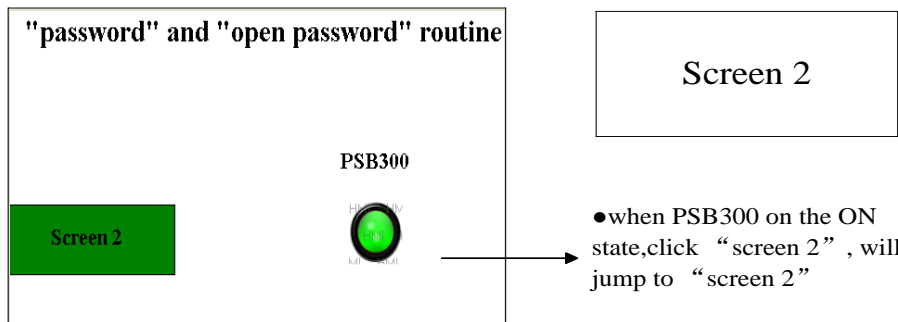 "password" and "open password" routine
PSB300
Screen 2
Screen 2
●when PSB300 on the ON
state,click “screen 2”, will
jump to “screen 2”